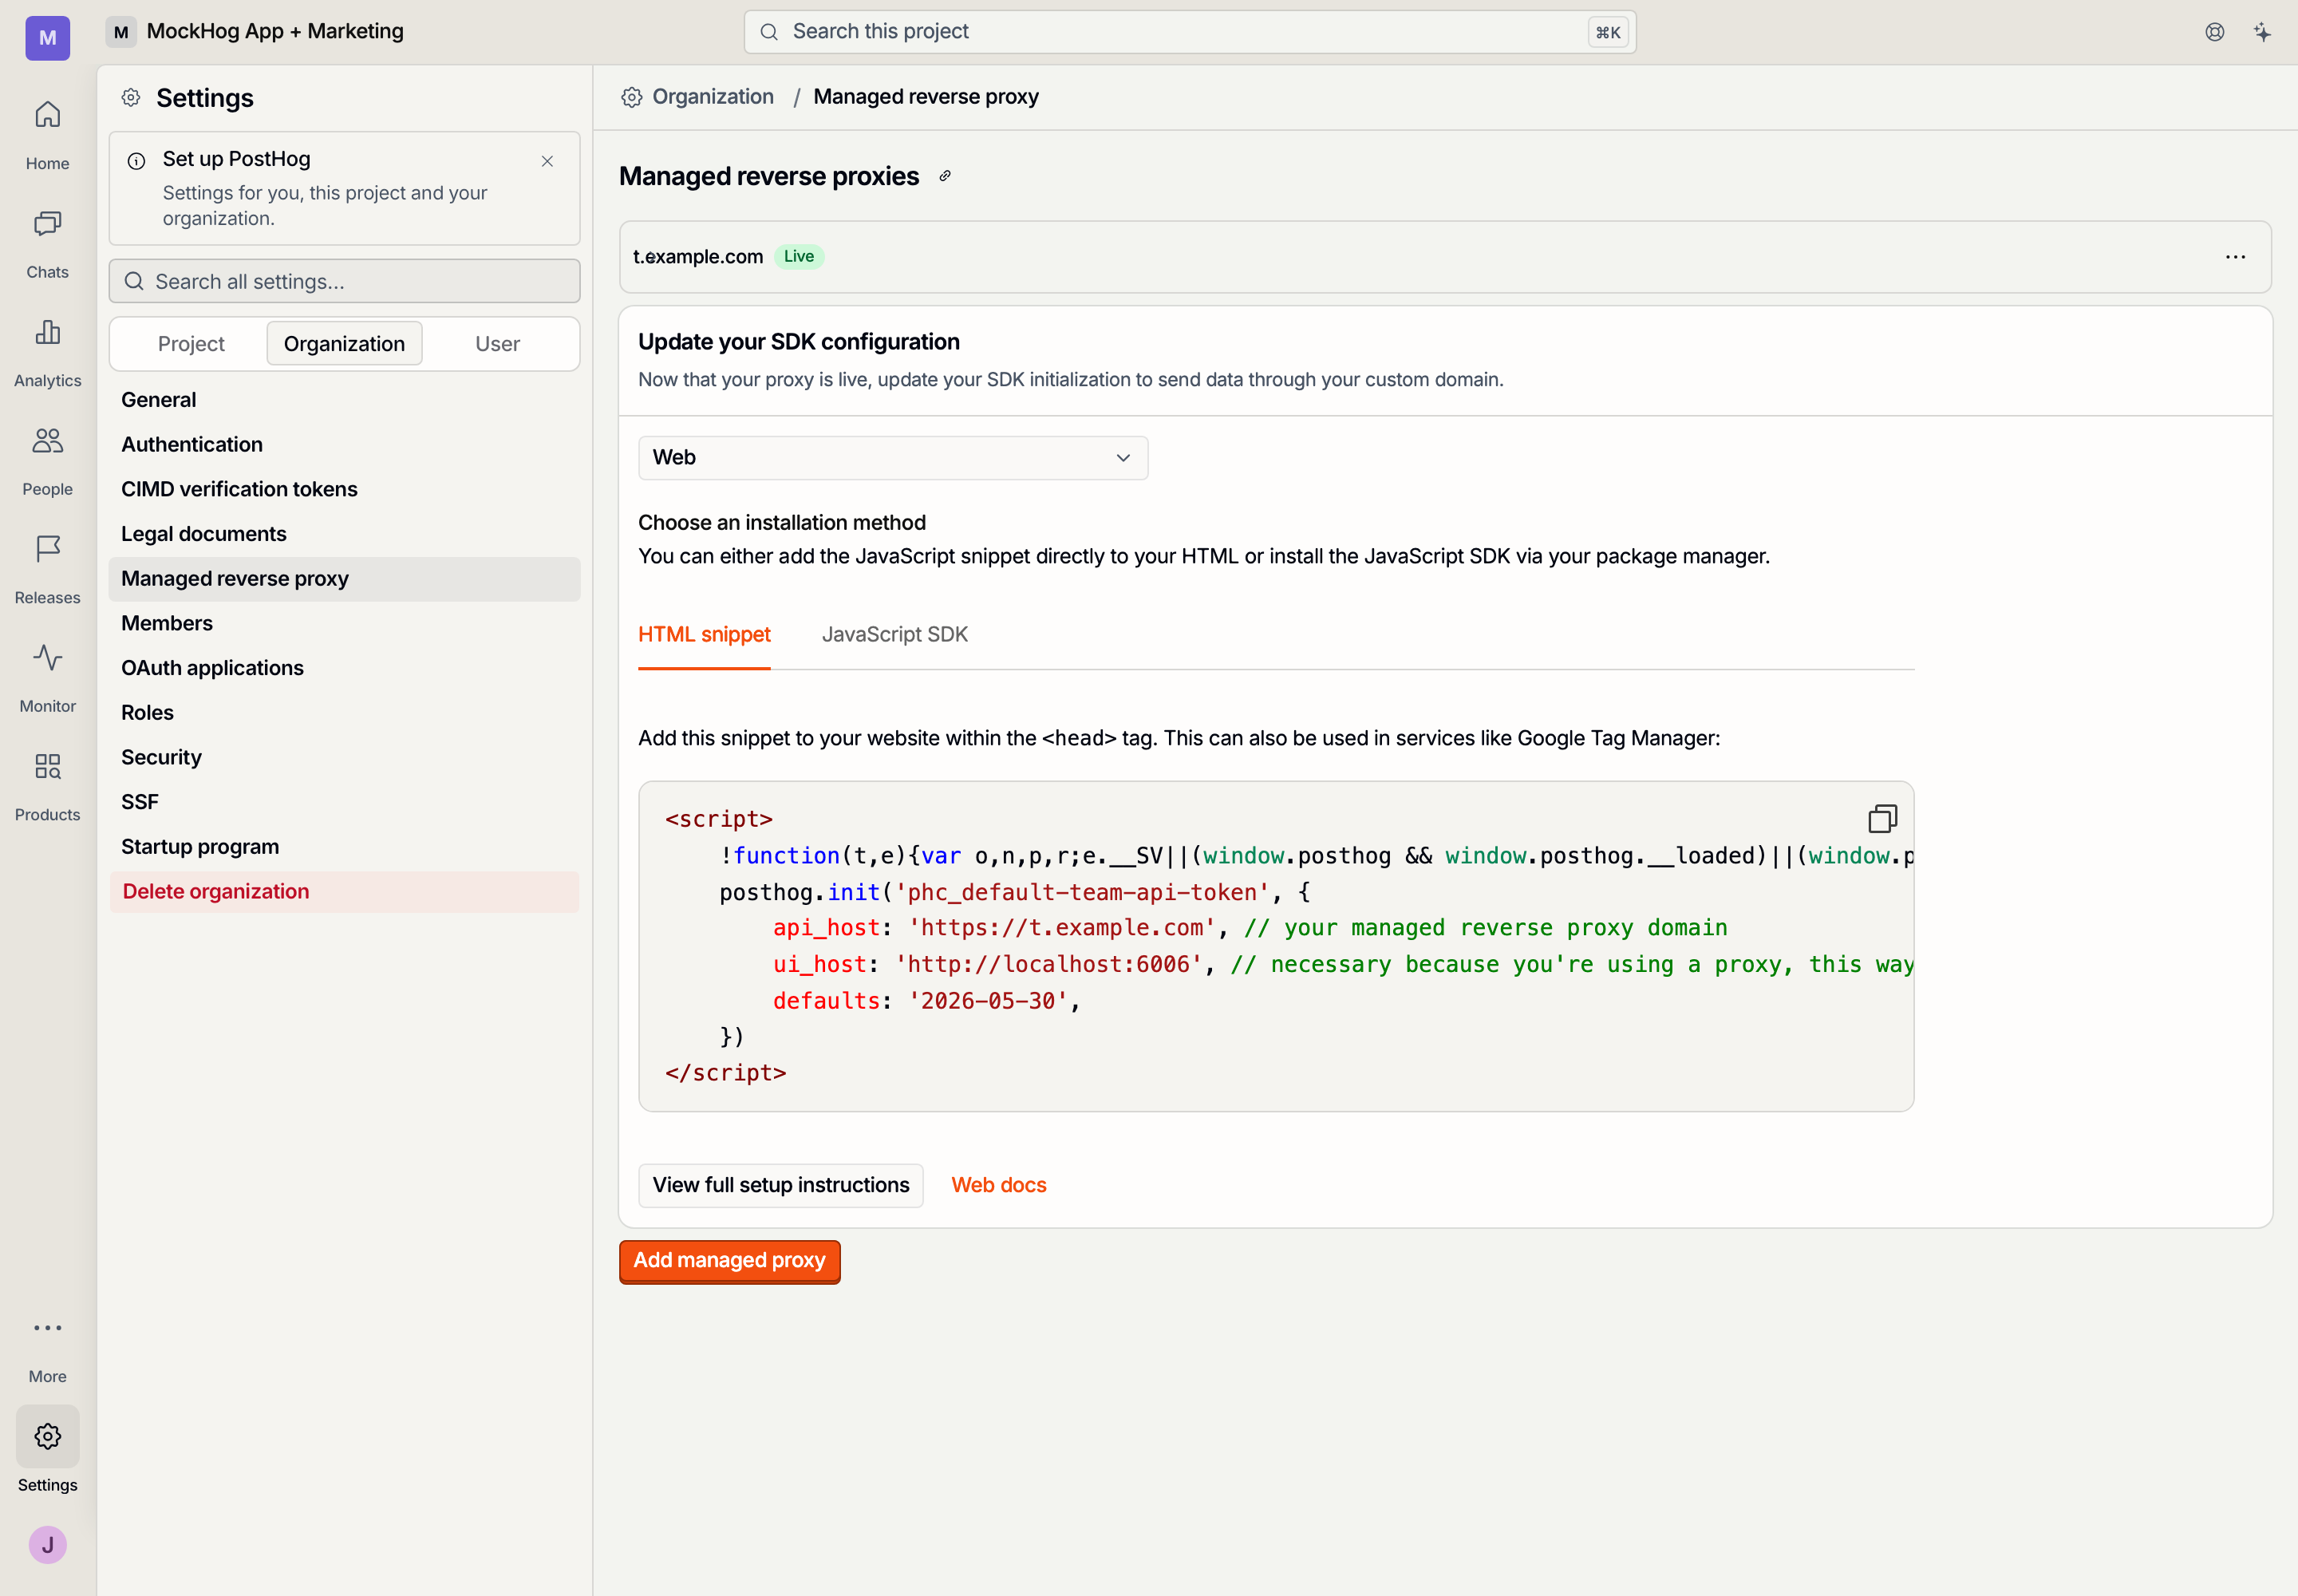 M
M MockHog App + Marketing
Search this project
⌘K
Home
Chats
Analytics
People
Releases
Monitor
Products
More
Settings
J
Settings
Set up PostHog
Settings for you, this project and your
organization.
Search all settings...
Project Organization User
General
Authentication
CIMD verification tokens
Legal documents
Managed reverse proxy
Members
OAuth applications
Roles
Security
SSF
Startup program
Delete organization
Organization / Managed reverse proxy
Managed reverse proxies
t.example.com Live
Update your SDK configuration
Now that your proxy is live, update your SDK initialization to send data through your custom domain.
Web
Choose an installation method
You can either add the JavaScript snippet directly to your HTML or install the JavaScript SDK via your package manager.
HTML snippet JavaScript SDK
Add this snippet to your website within the <head> tag. This can also be used in services like Google Tag Manager:
<script>
!function(t,e){var o,n,p,r;e.__SV||(window.posthog && window.posthog.__loaded)||(window.p
posthog.init('phc_default-team-api-token', {
api_host: 'https://t.example.com', // your managed reverse proxy domain
ui_host: 'http://localhost:6006', // necessary because you're using a proxy, this way
defaults: '2026-05-30',
})
</script>
View full setup instructions Web docs
Add managed proxy